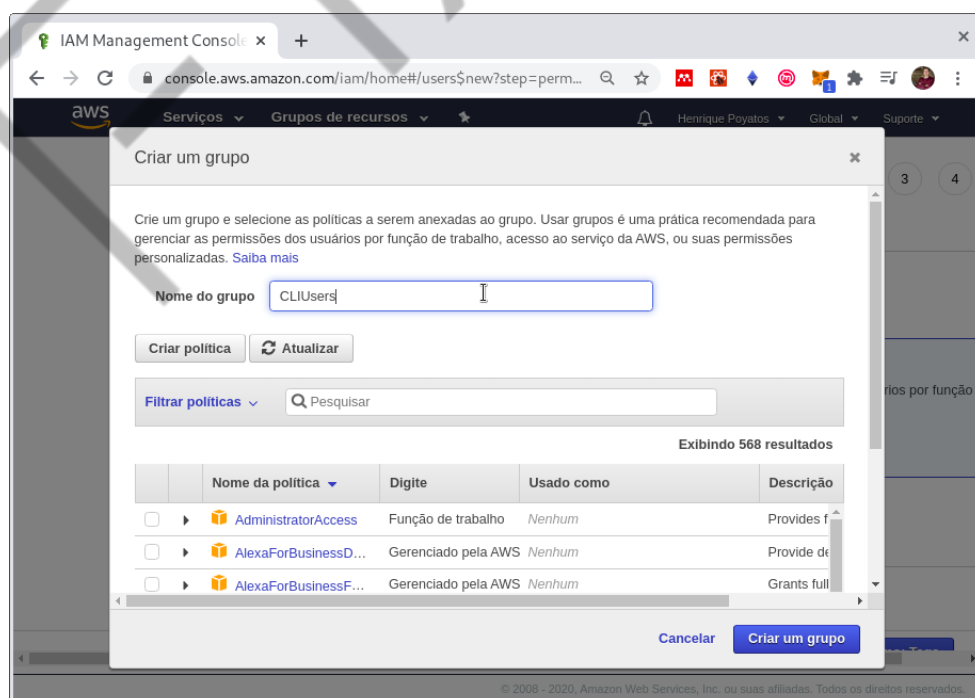 IAM Management Console
console.aws.amazon.com/iam/home#/users$new?step=perm...
1
aws
Serviços
Grupos de recursos
Henrique Poyatos
Global
Suporte
Criar um grupo
3
4
Crie um grupo e selecione as políticas a serem anexadas ao grupo. Usar grupos é uma prática recomendada para
gerenciar as permissões dos usuários por função de trabalho, acesso ao serviço da AWS, ou suas permissões
personalizadas. Saiba mais
Nome do grupo
CLIUsers
Criar política
Atualizar
Filtrar políticas
Pesquisar
rios por função
Exibindo 568 resultados
Nome da política
Digite
Usado como
Descrição
AdministratorAccess
Função de trabalho
Nenhum
Provides f
AlexaForBusinessD...
Gerenciado pela AWS
Nenhum
Provide de
AlexaForBusinessF...
Gerenciado pela AWS
Nenhum
Grants full
Cancelar
Criar um grupo
© 2008 - 2020, Amazon Web Services, Inc. ou suas afiliadas. Todos os direitos reservados.